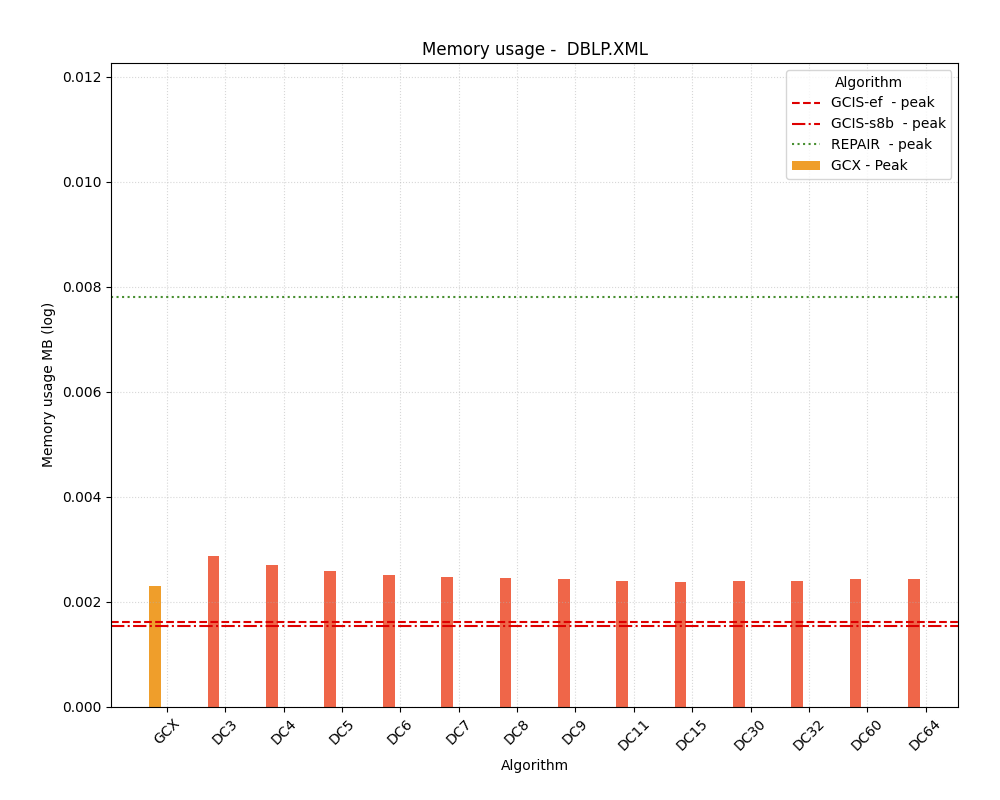 Memory usage -  DBLP.XML
Algorithm
GCIS-ef  - peak
GCIS-s8b  - peak
REPAIR  - peak
GCX - Peak
Memory usage MB (log)
0.012
0.010
0.008
0.006
0.004
0.002
0.000
GCX
DC3
DC4
DC5
DC6
DC7
DC8
DC9
DC11
DC15
DC30
DC32
DC60
DC64
Algorithm